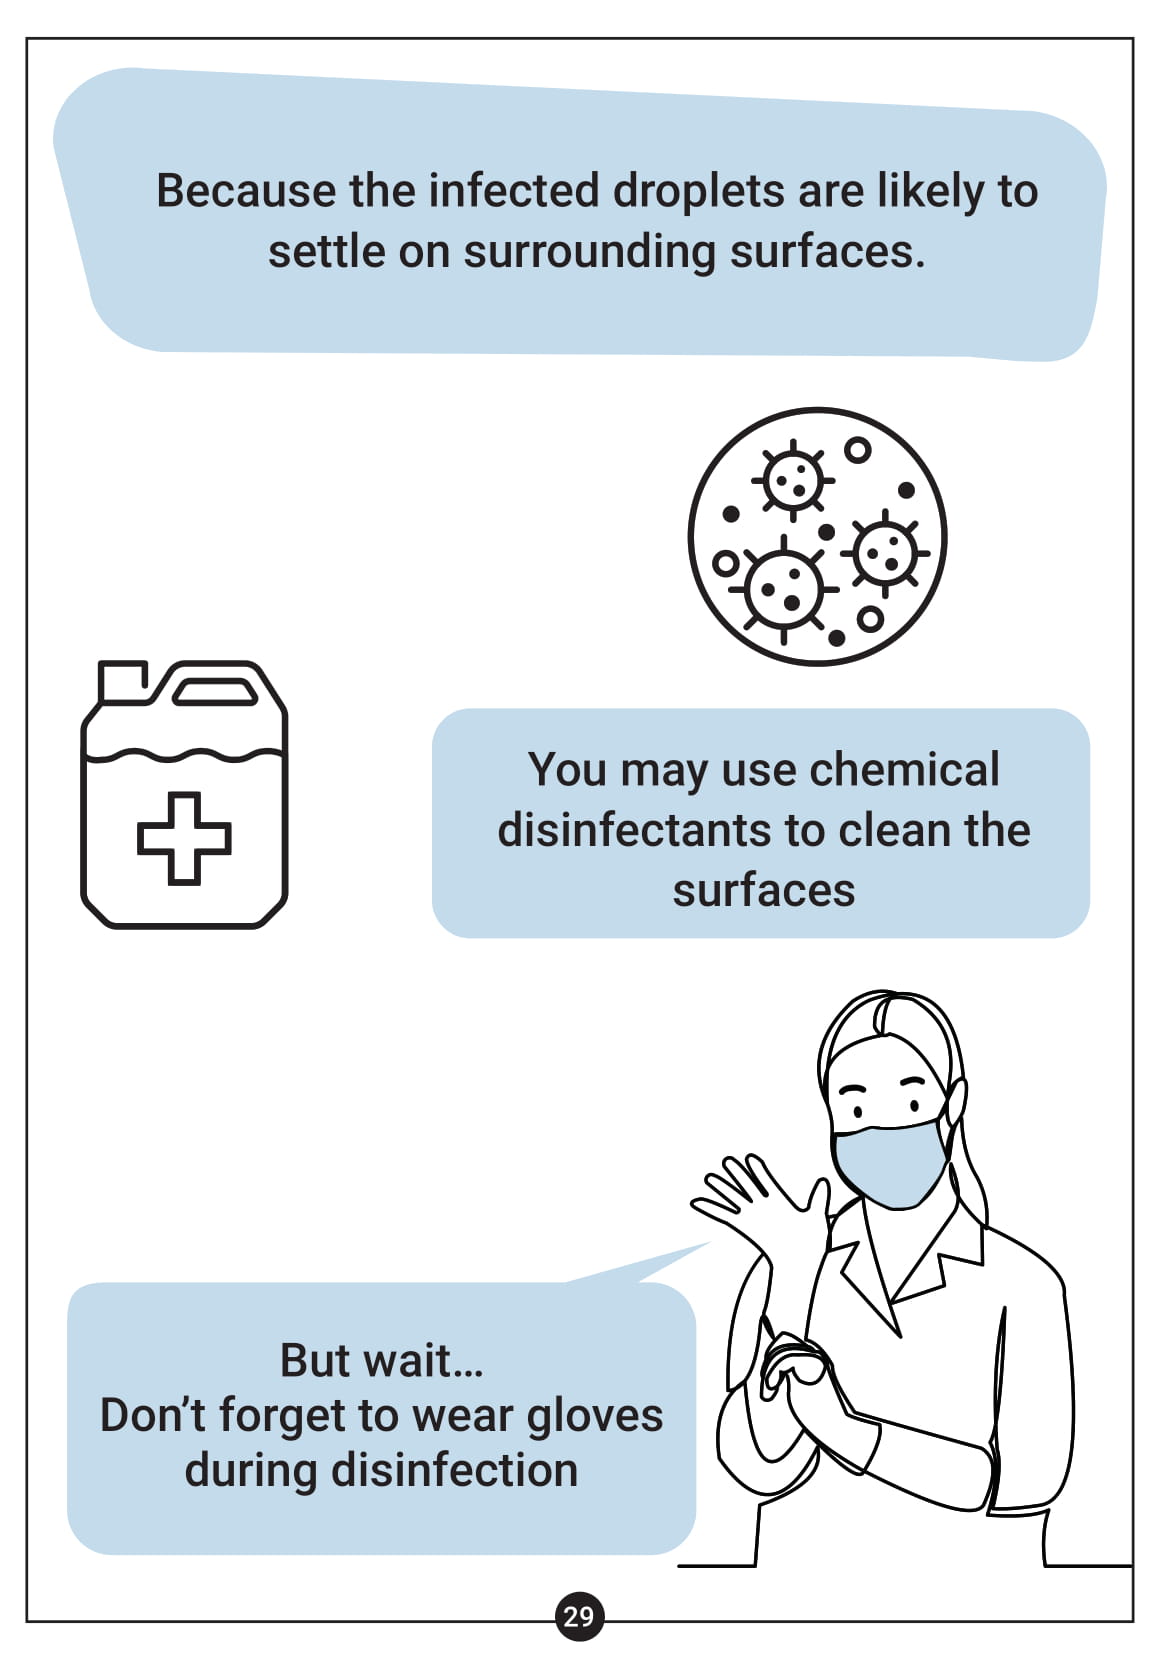 Because the infected droplets are likely to
settle on surrounding surfaces.
You may use chemical
disinfectants to clean the
surfaces
But wait...
Don’t forget to wear gloves
during disinfection
29